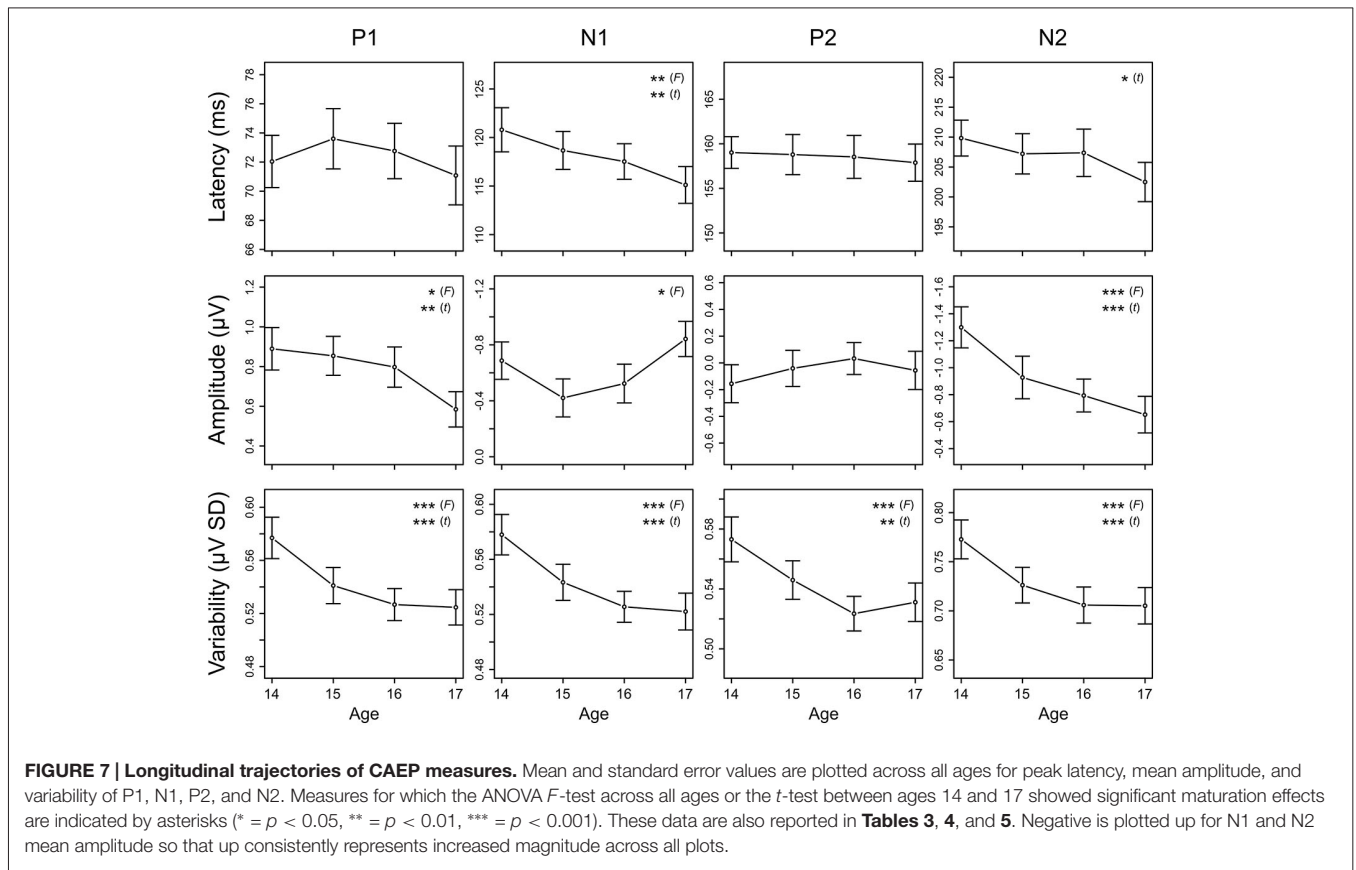 P1 N1 P2 N2
Latency (ms)
78
76
74
72
70
68
66
125
120
115
110
** (F)
** (t)
165
160
155
150
220
215
210
205
200
195
* (t)
Amplitude (µV)
1.2
1.0
0.8
0.6
0.4
* (F)
** (t)
-1.2
-0.8
-0.4
0.0
* (F)
0.6
0.4
0.2
0.0
-0.2
-0.4
-0.6
-1.6
-1.4
-1.2
-1.0
-0.8
-0.6
-0.4
*** (F)
*** (t)
Variability (µV SD)
0.60
0.56
0.52
0.48
*** (F)
*** (t)
0.60
0.56
0.52
0.48
*** (F)
*** (t)
0.58
0.54
0.50
*** (F)
** (t)
0.80
0.75
0.70
0.65
*** (F)
*** (t)
14 15 16 17 14 15 16 17 14 15 16 17 14 15 16 17
Age Age Age Age
FIGURE 7 | Longitudinal trajectories of CAEP measures. Mean and standard error values are plotted across all ages for peak latency, mean amplitude, and
variability of P1, N1, P2, and N2. Measures for which the ANOVA F-test across all ages or the t-test between ages 14 and 17 showed significant maturation effects
are indicated by asterisks (* = p < 0.05, ** = p < 0.01, *** = p < 0.001). These data are also reported in Tables 3, 4, and 5. Negative is plotted up for N1 and N2
mean amplitude so that up consistently represents increased magnitude across all plots.